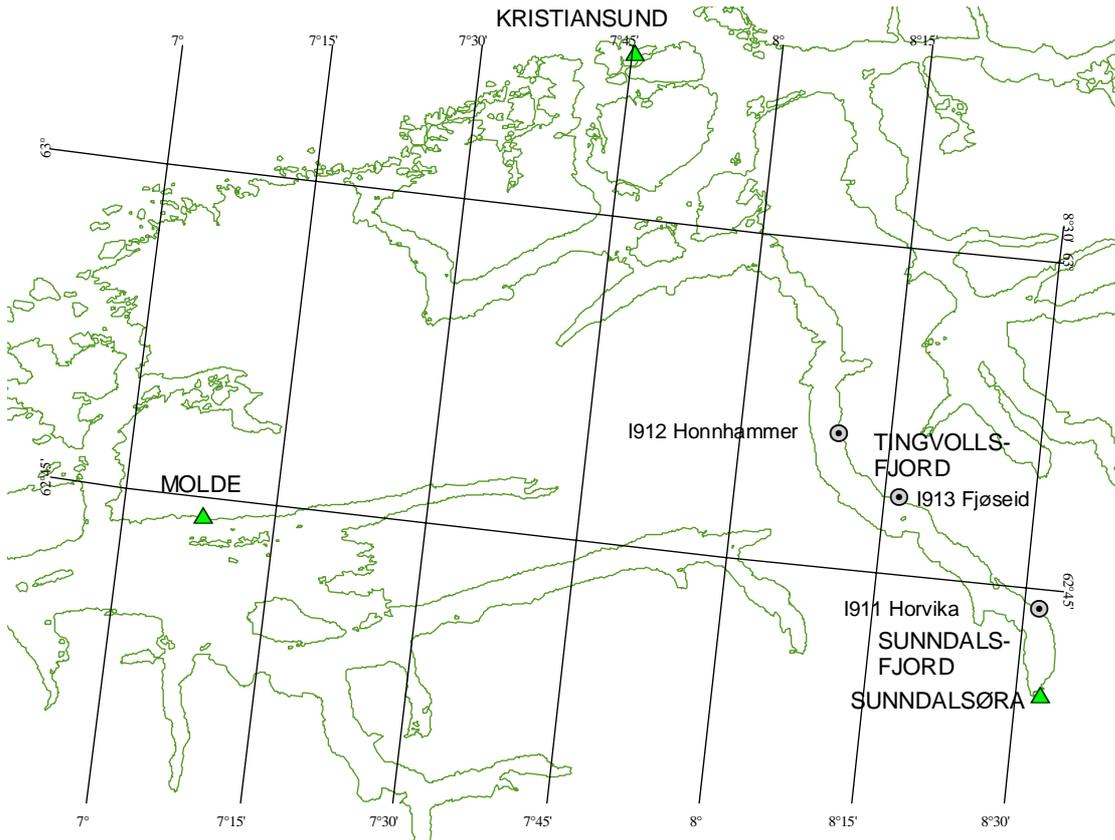 KRISTIANSUND
7°
7°15'
7°30'
7°45'
8°
8°15'
63°
8°30'
63°
I912 Honnhammer
TINGVOLLS-
FJORD
62°45'
MOLDE
I913 Fjøseid
62°45'
I911 Horvika
SUNNDALS-
FJORD
SUNNDALSØRA
7°
7°15'
7°30'
7°45'
8°
8°15'
8°30'